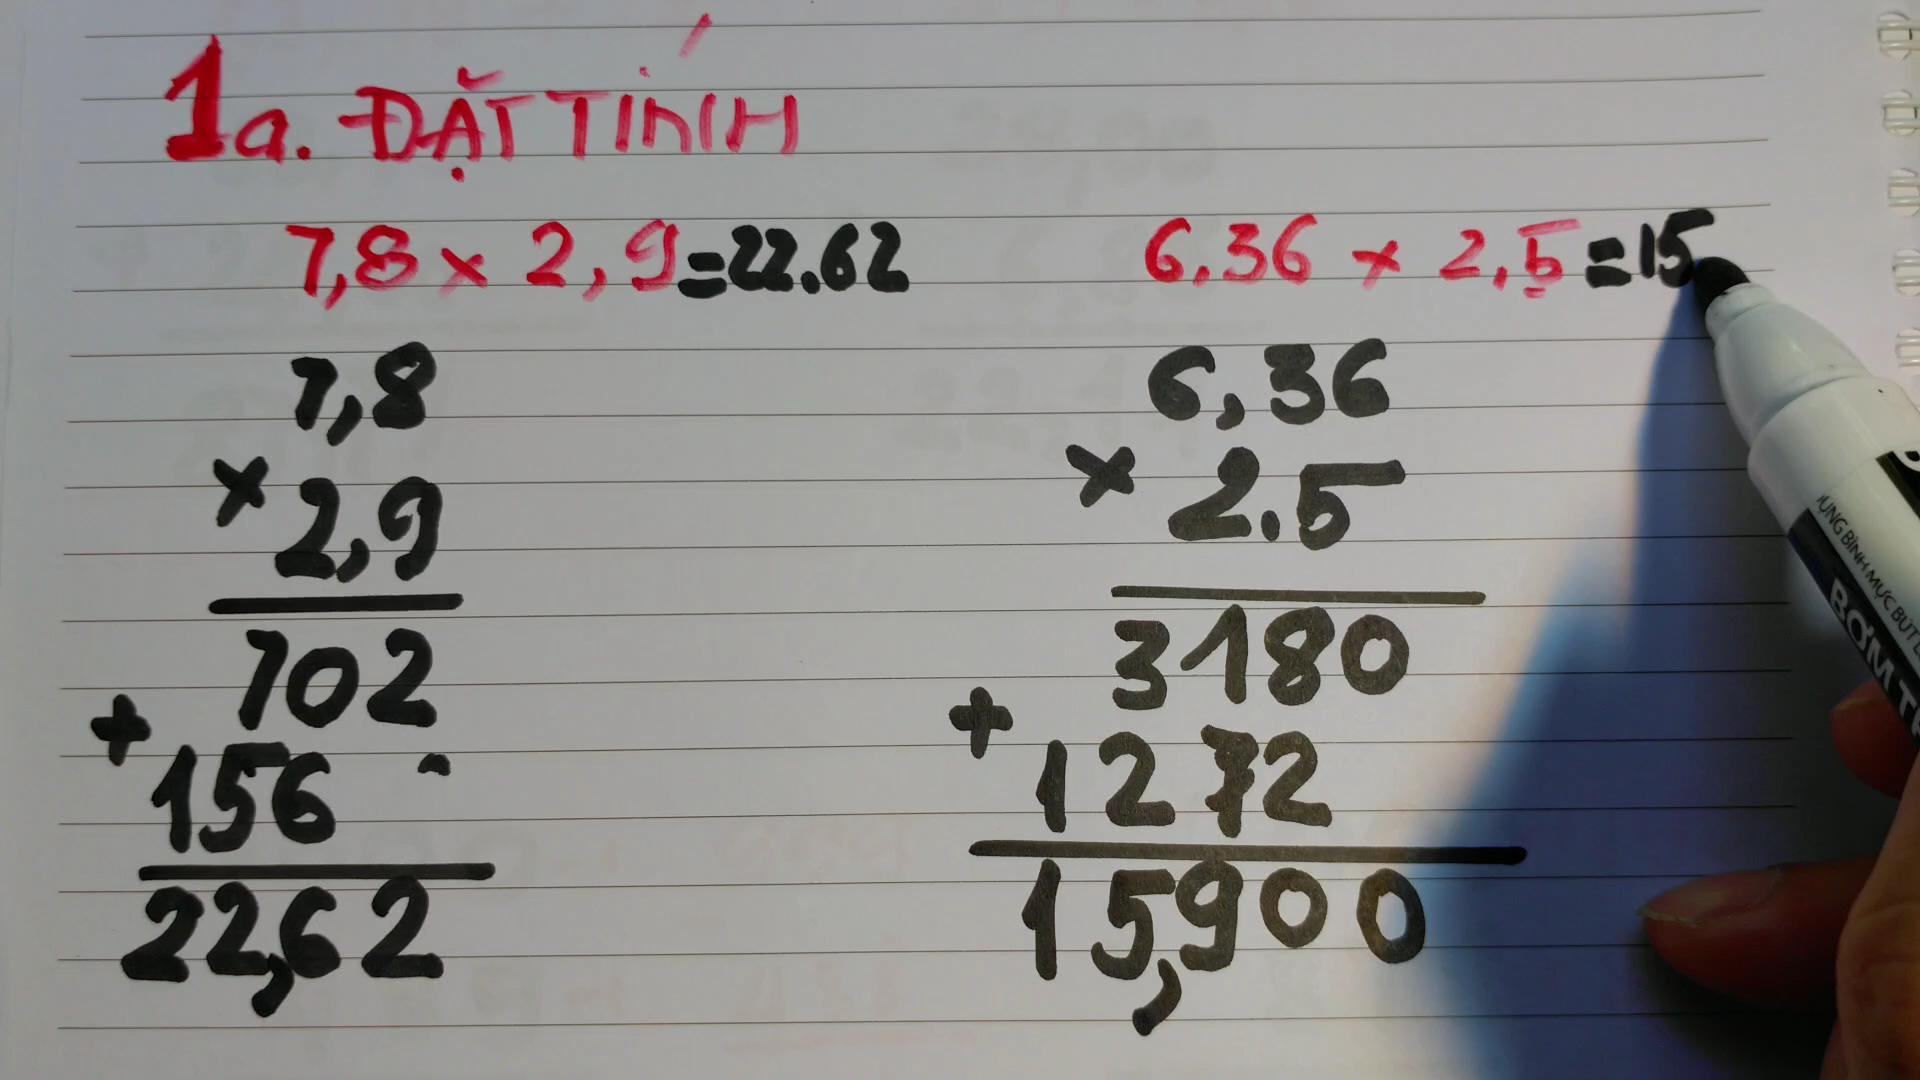 1a. ĐẶT TÍNH
7,8 x 2,9 = 22.62
6,36 x 2,5 = 15
7,8
x 2,9
702
+ 156
22,62
6,36
x 2.5
3180
+ 1272
15,900
BƠM